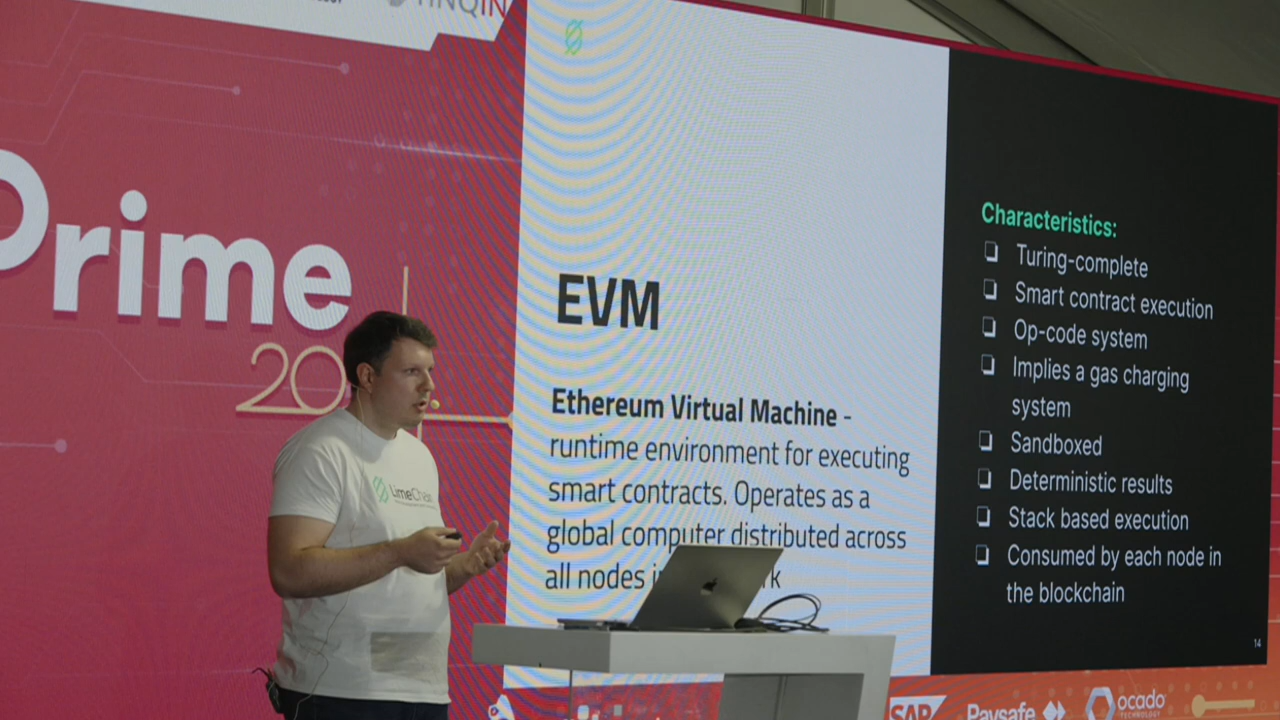 Prime
20
LimeChain
EVM
Ethereum Virtual Machine -
runtime environment for executing
smart contracts. Operates as a
global computer distributed across
all nodes
Characteristics:
❏ Turing-complete
❏ Smart contract execution
❏ Op-code system
❏ Implies a gas charging
system
❏ Sandboxed
❏ Deterministic results
❏ Stack based execution
❏ Consumed by each node in
the blockchain
14
SAP
Paysafe
ocado
TECHNOLOGY